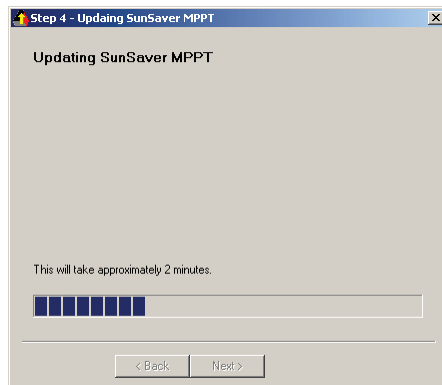 Step 4 - Updaing SunSaver MPPT
Updating SunSaver MPPT
This will take approximately 2 minutes.
< Back Next >